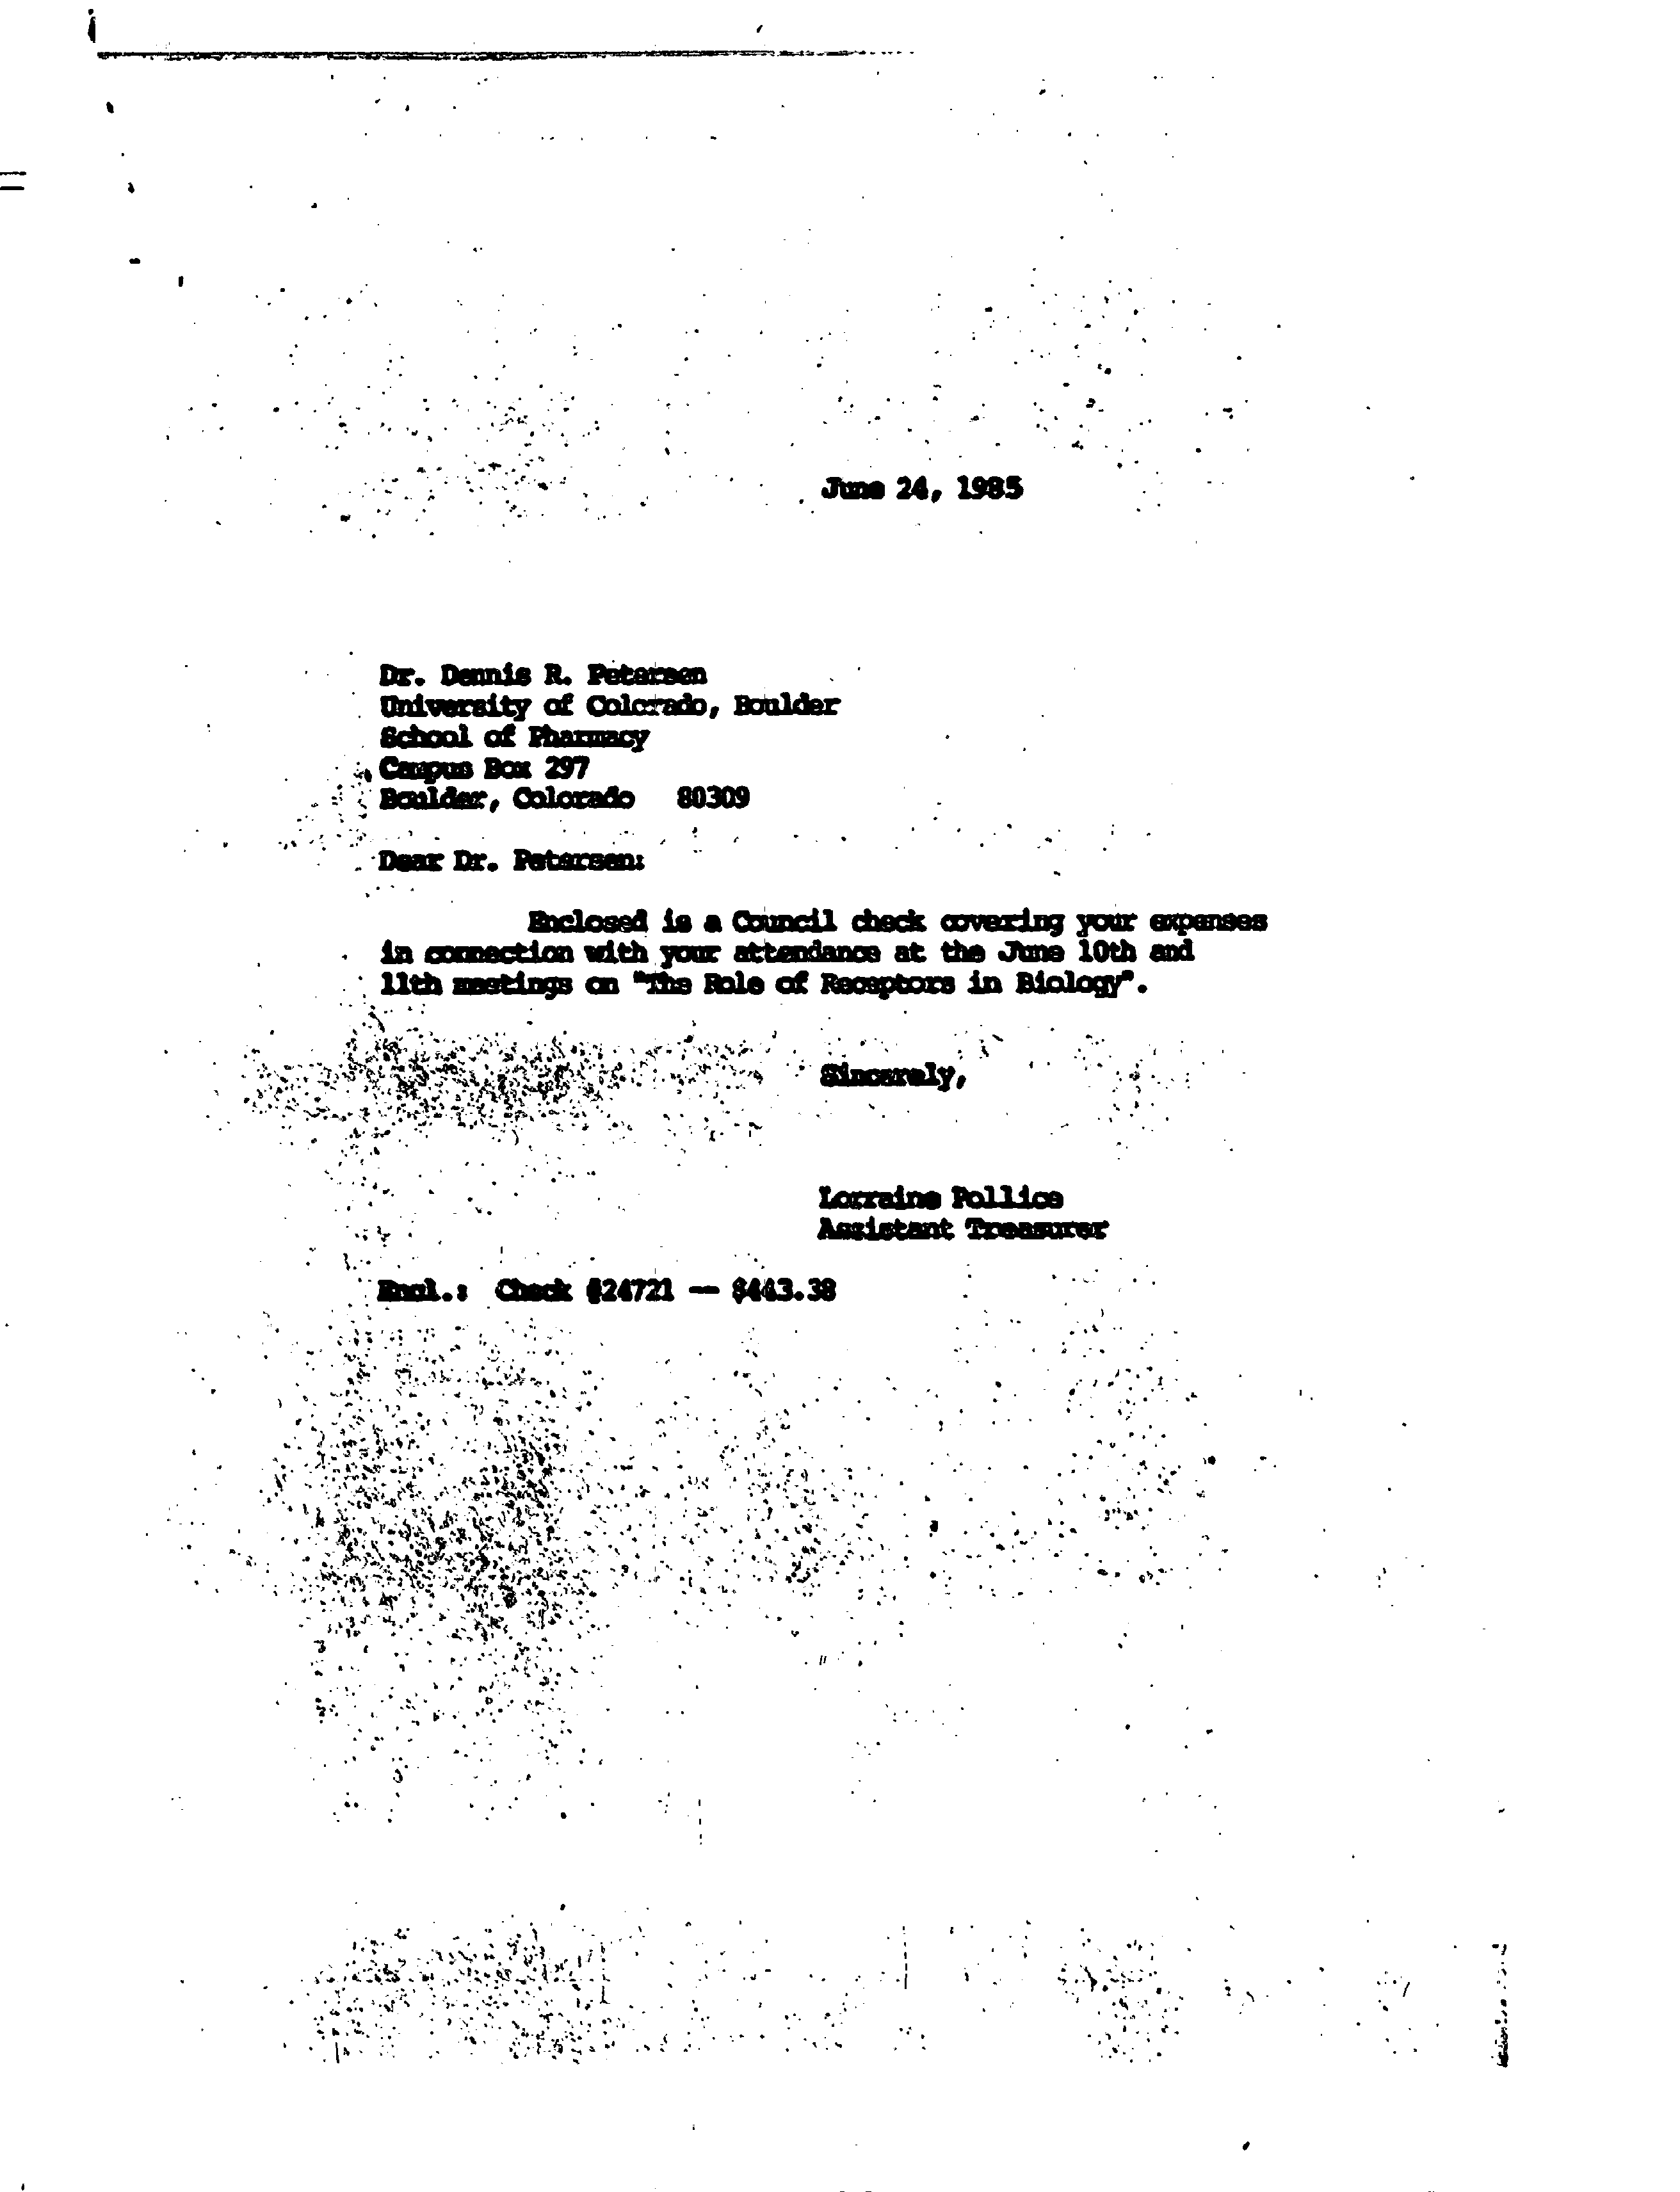 June 24, 1985
Dr. Dennis R. Petersen
University of Colorado, Boulder
School of Pharmacy
Campus Box 297
Boulder, Colorado 80309
Dear Dr. Petersen:
Enclosed is a Council check covering your expenses
in connection with your attendance at the June 10th and
11th meetings on "The Role of Receptors in Biology".
Sincerely,
Lorraine Pollice
Assistant Treasurer
Encl.: Check #24721 -- $443.38